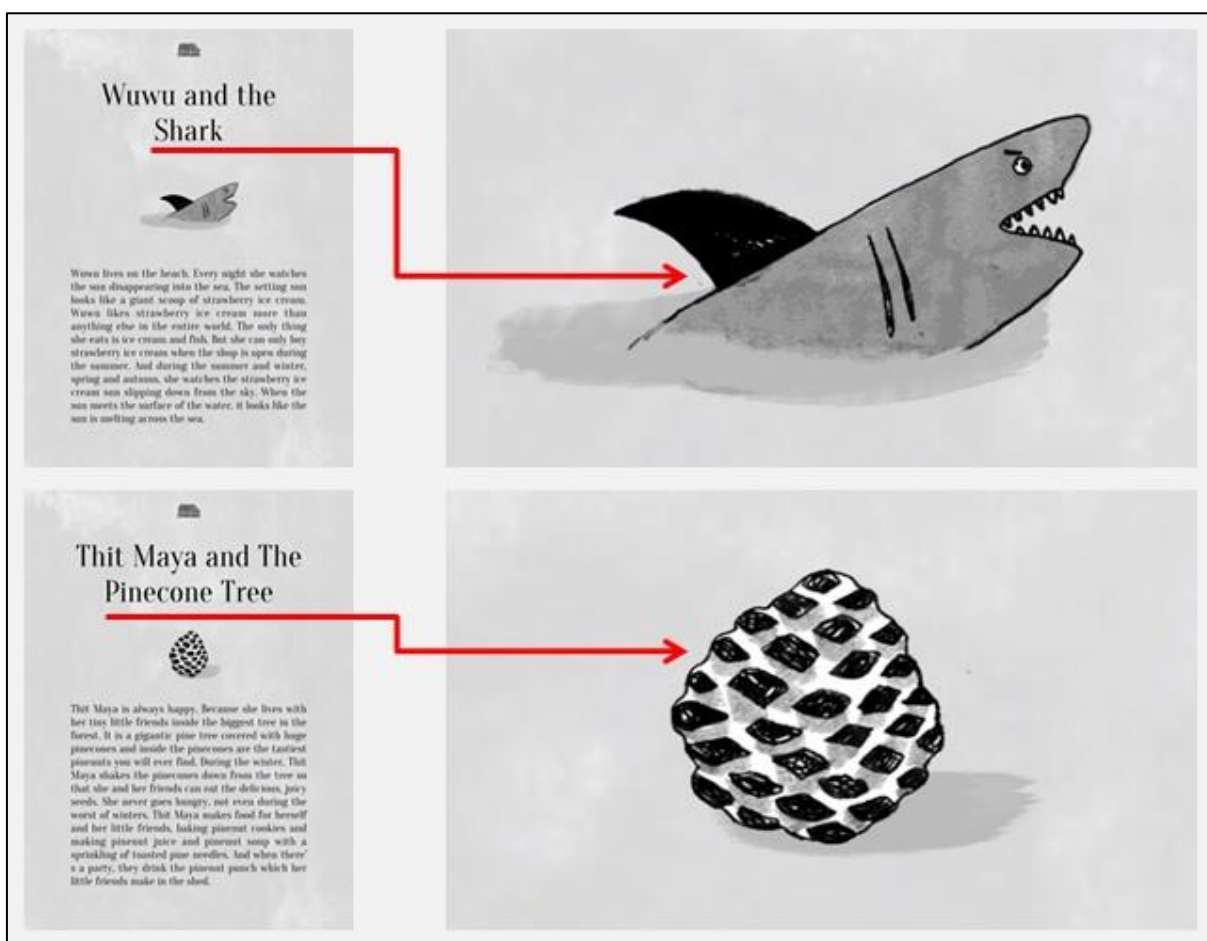 Wuwu and the
Shark
Wuwu lives on the beach. Every night she watches
the sun disappearing into the sea. The setting sun
looks like a giant scoop of strawberry ice cream.
Wuwu likes strawberry ice cream more than
anything else in the entire world. The only thing
she eats is ice cream and fish. But she can only buy
strawberry ice cream when the shop is open during
the summer. And during the summer and winter,
spring and autumn, she watches the strawberry ice
cream sun slipping down from the sky. When the
sun meets the surface of the water, it looks like the
sun is melting across the sea.
Thit Maya and The
Pinecone Tree
Thit Maya is always happy. Because she lives with
her tiny little friends inside the biggest tree in the
forest. It is a gigantic pine tree covered with huge
pinecones and inside the pinecones are the tastiest
pinenuts you will ever find. During the winter, Thit
Maya shakes the pinecones down from the tree so
that she and her friends can eat the delicious, juicy
seeds. She never goes hungry, not even during the
worst of winters. Thit Maya makes food for herself
and her little friends, baking pinenut cookies and
making pinenut juice and pinenut soup with a
sprinkling of toasted pine needles. And when there'
s a party, they drink the pinenut punch which her
little friends make in the shed.